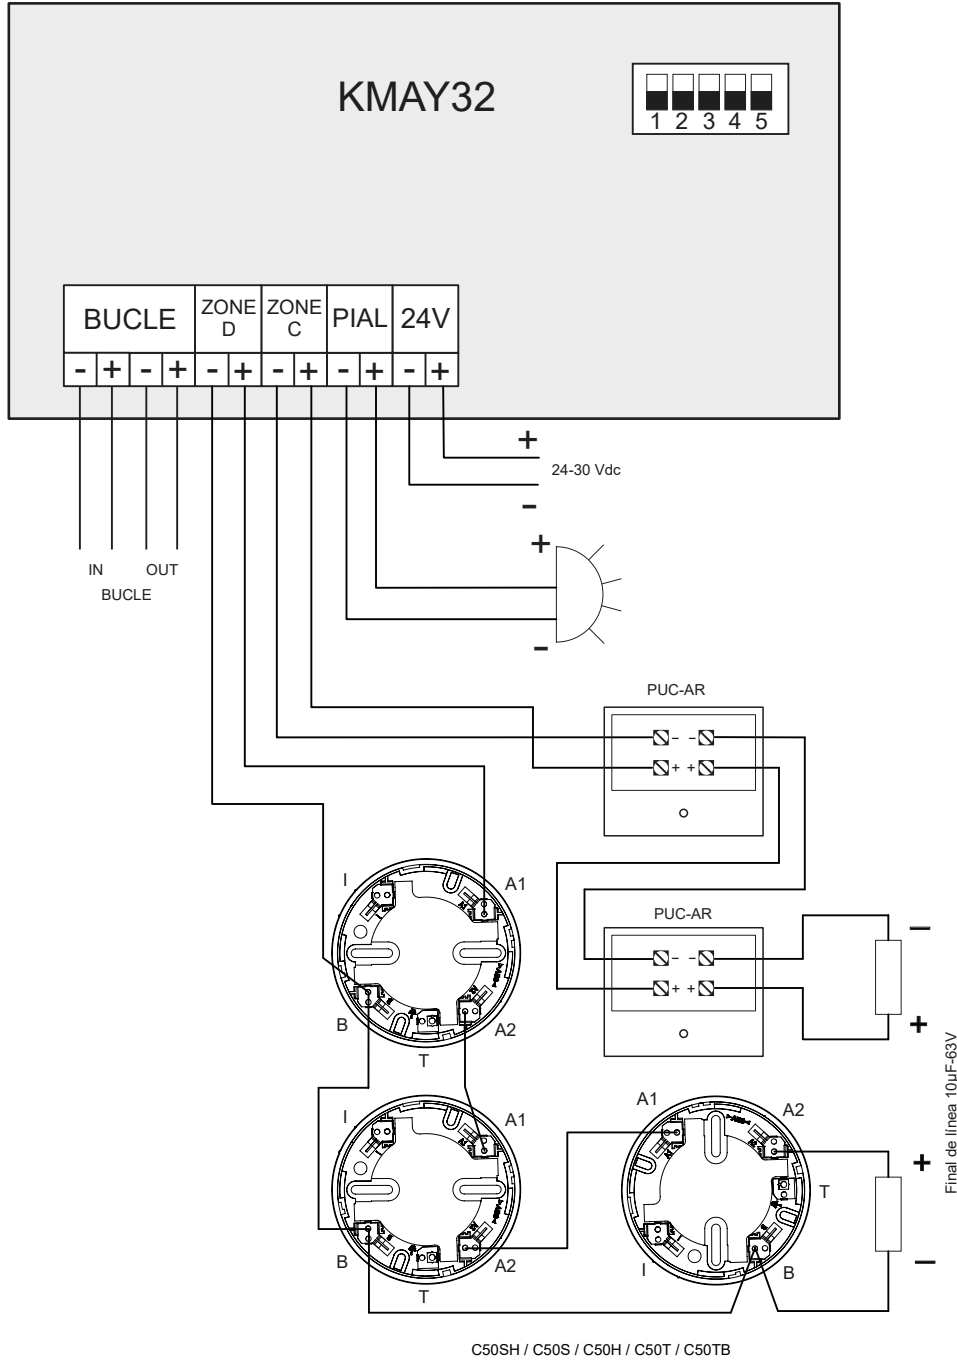 KMAY32
1 2 3 4 5
BUCLE
ZONE D
ZONE C
PIAL
24V
- + - + - + - + - + - +
+
24-30 Vdc
-
IN
OUT
BUCLE
+
-
PUC-AR
- -
+ +
I
A1
B
A2
T
PUC-AR
- -
+ +
-
+
I
A1
B
A2
T
A1
A2
T
I
B
+
-
Final de línea 10µF-63V
C50SH / C50S / C50H / C50T / C50TB